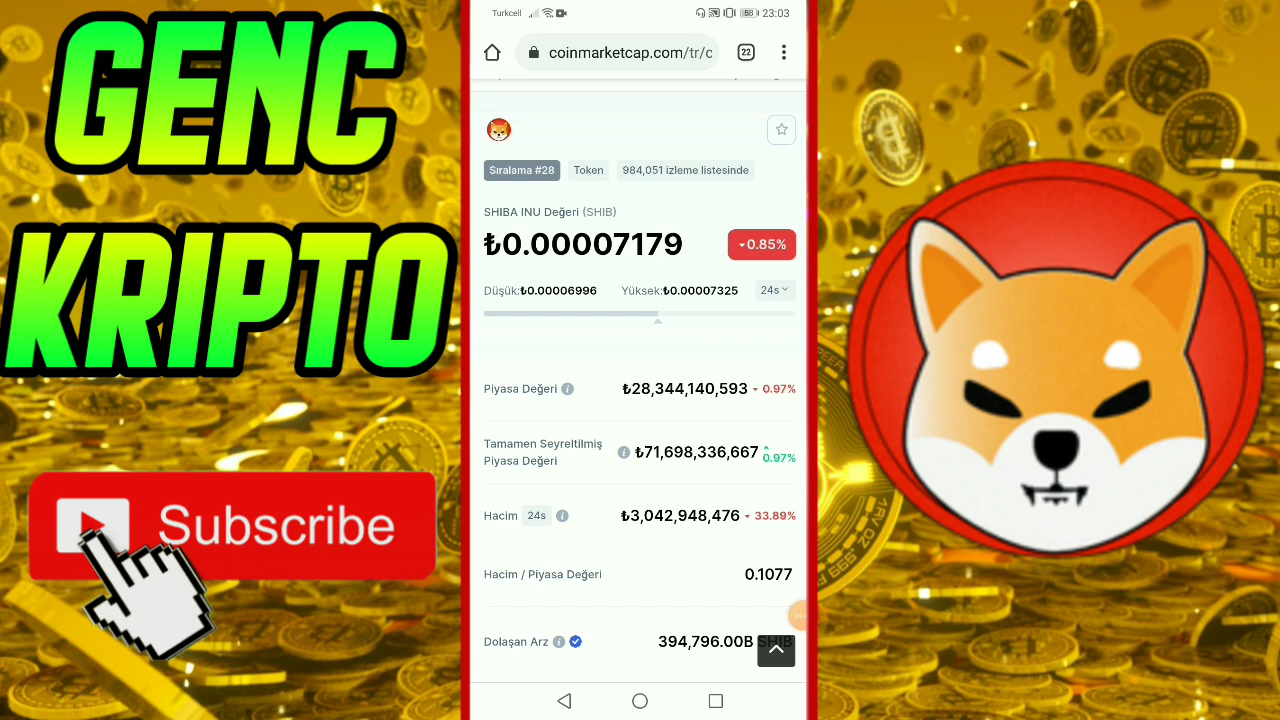 GENC
KRIPTO
Subscribe
Turkcell
58
23:03
coinmarketcap.com/tr/c
22
Sıralama #28
Token
984,051 izleme listesinde
SHIBA INU Değeri (SHIB)
₺0.00007179
0.85%
Düşük:₺0.00006996
Yüksek:₺0.00007325
24s
Piyasa Değeri
₺28,344,140,593
0.97%
Tamamen Seyreltilmiş
Piyasa Değeri
₺71,698,336,667
0.97%
Hacim 24s
₺3,042,948,476
33.89%
Hacim / Piyasa Değeri
0.1077
Dolaşan Arz
394,796.00B SHIB